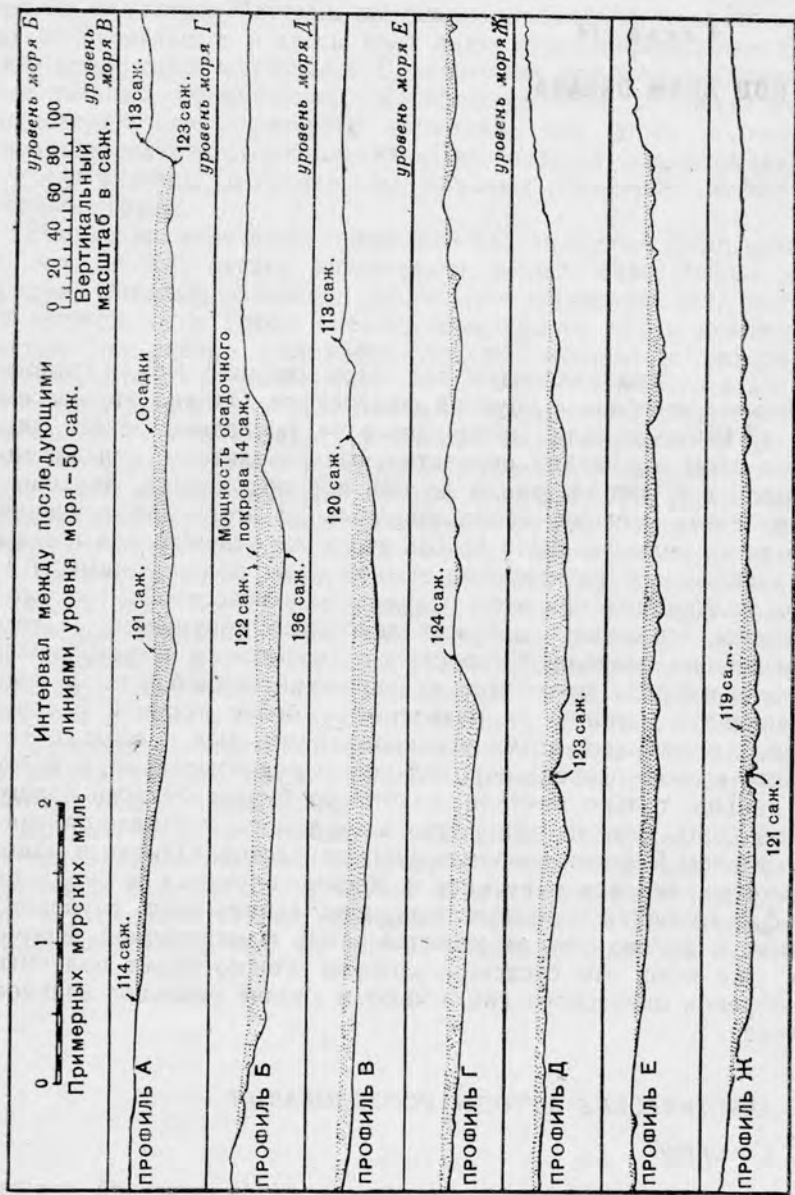 Примерных морских миль
0 1 2
Интервал между последующими
линиями уровня моря 50 саж.
0 20 40 60 80 100
Вертикальный
масштаб в саж.
уровень моря Б
уровень
моря В
ПРОФИЛЬ А
114 саж.
121 саж.
Осадки
113 саж.
123 саж.
уровень моря Г
ПРОФИЛЬ Б
122 саж.
136 саж.
Мощность осадочного
покрова 14 саж.
уровень моря Д
ПРОФИЛЬ В
120 саж.
113 саж.
уровень моря Е
ПРОФИЛЬ Г
124 саж.
уровень моря Ж
ПРОФИЛЬ Д
123 саж.
ПРОФИЛЬ Е
ПРОФИЛЬ Ж
119 саж.
121 саж.